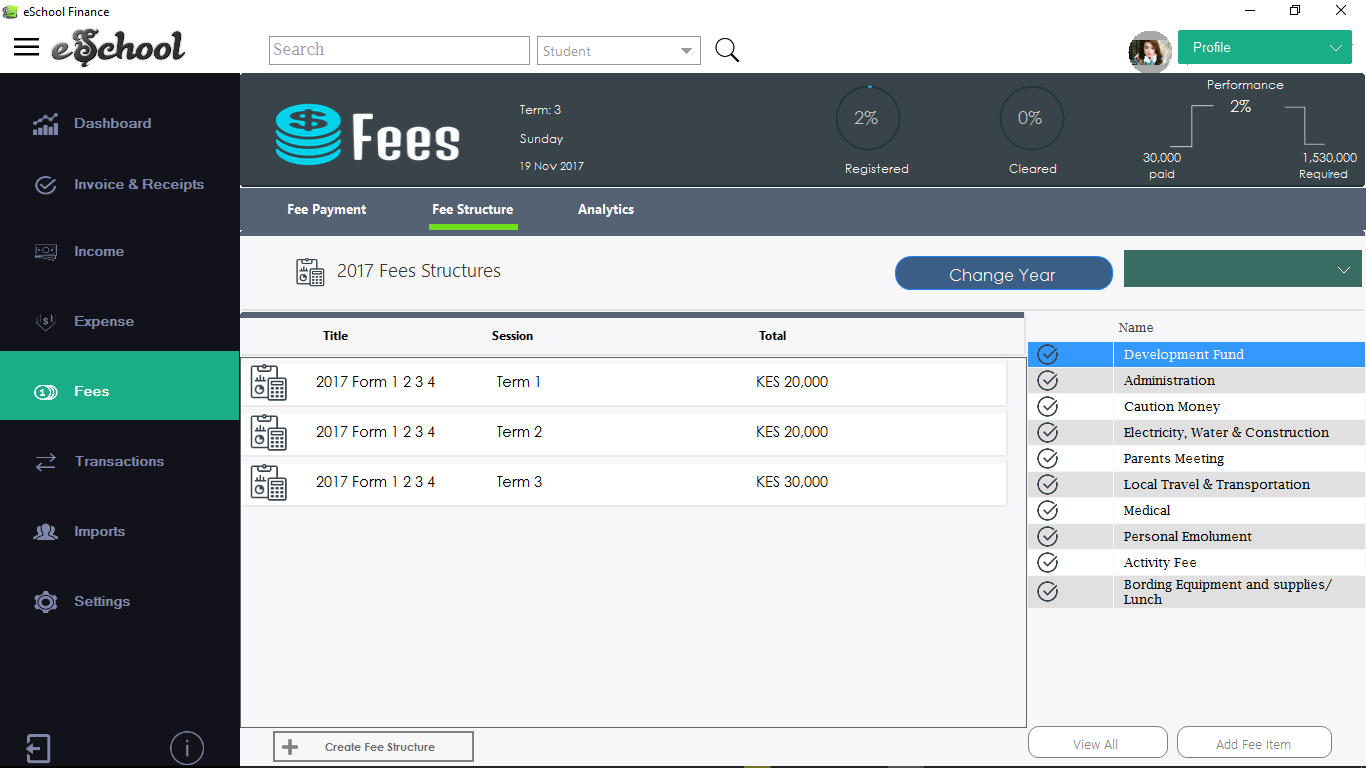 eSchool Finance
eSchool
Search
Student
Profile
Dashboard
Invoice & Receipts
Income
Expense
Fees
Transactions
Imports
Settings
Fees
Term: 3
Sunday
19 Nov 2017
2%
Registered
0%
Cleared
Performance
2%
30,000
paid
1,530,000
Required
Fee Payment
Fee Structure
Analytics
2017 Fees Structures
Change Year
Title Session Total
2017 Form 1 2 3 4 Term 1 KES 20,000
2017 Form 1 2 3 4 Term 2 KES 20,000
2017 Form 1 2 3 4 Term 3 KES 30,000
Create Fee Structure
Name
Development Fund
Administration
Caution Money
Electricity, Water & Construction
Parents Meeting
Local Travel & Transportation
Medical
Personal Emolument
Activity Fee
Bording Equipment and supplies/
Lunch
View All
Add Fee Item